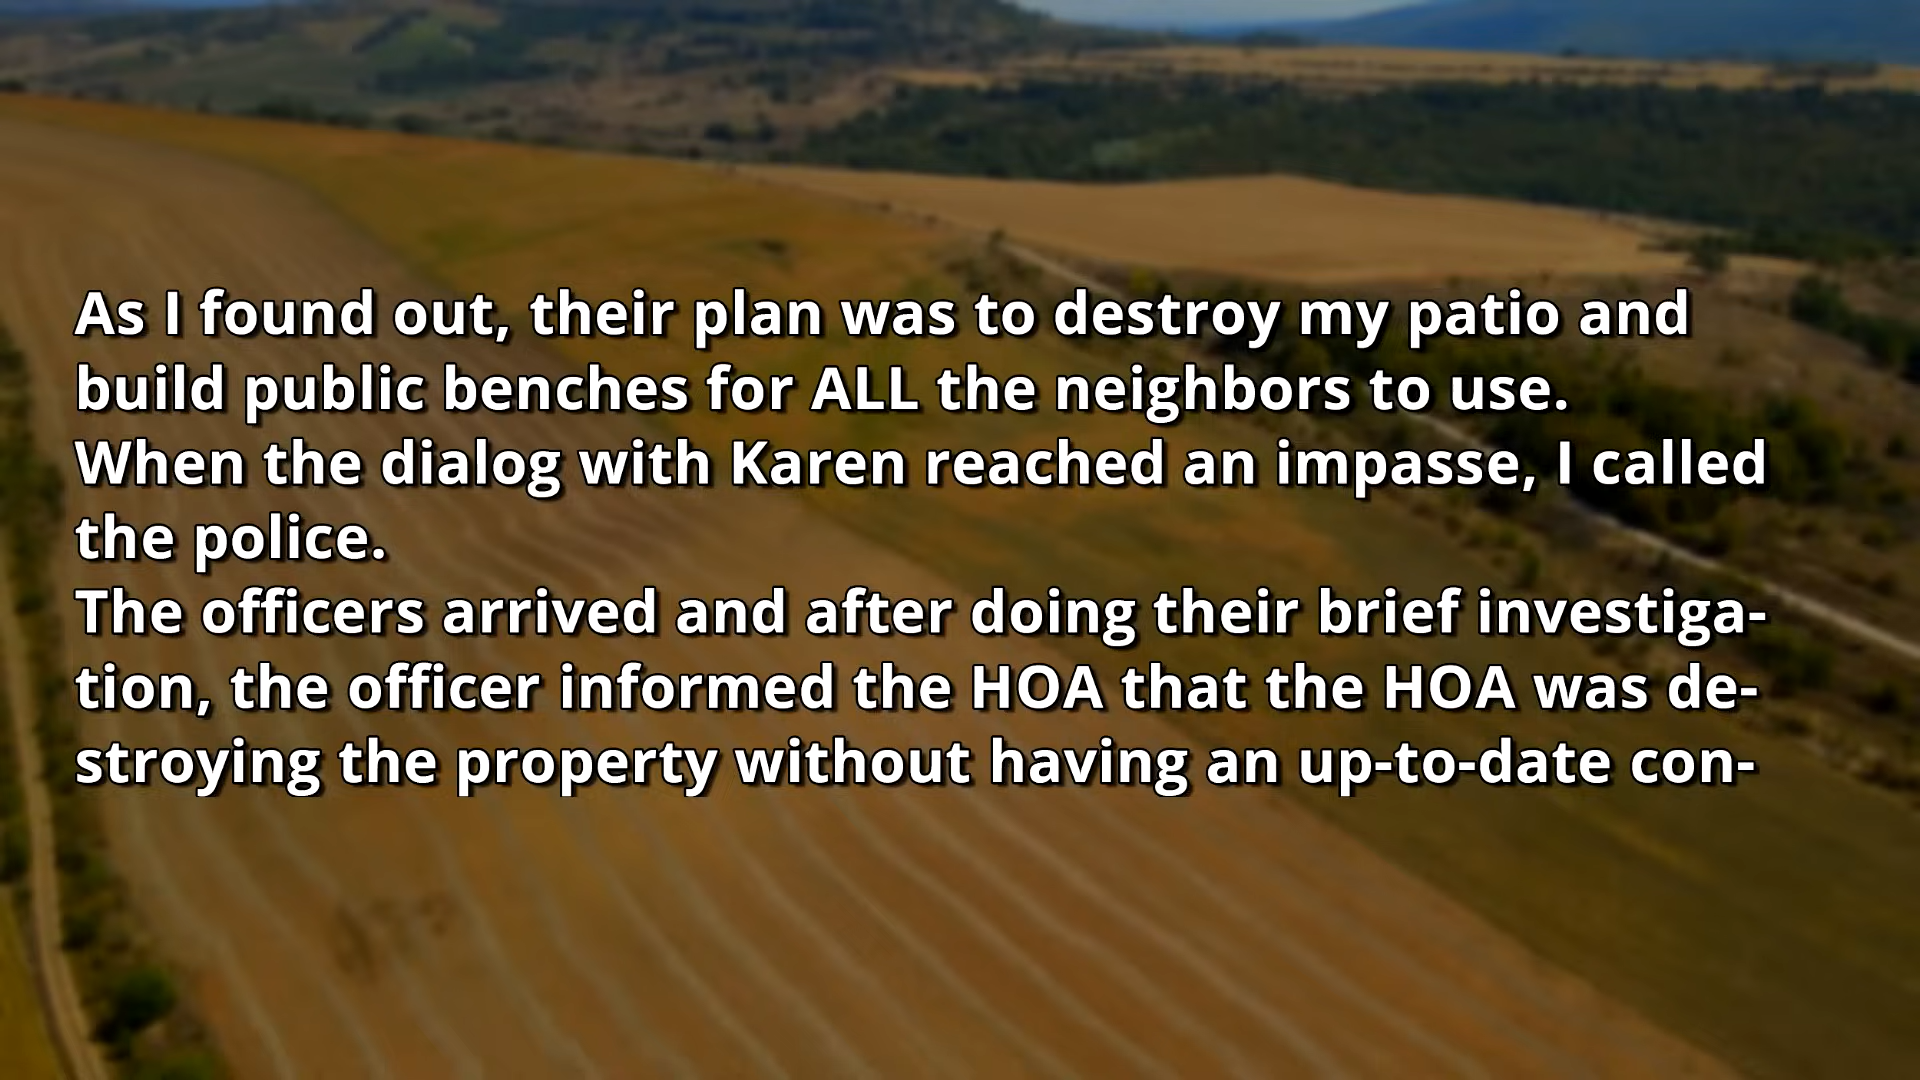 As I found out, their plan was to destroy my patio and
build public benches for ALL the neighbors to use.
When the dialog with Karen reached an impasse, I called
the police.
The officers arrived and after doing their brief investiga-
tion, the officer informed the HOA that the HOA was de-
stroying the property without having an up-to-date con-